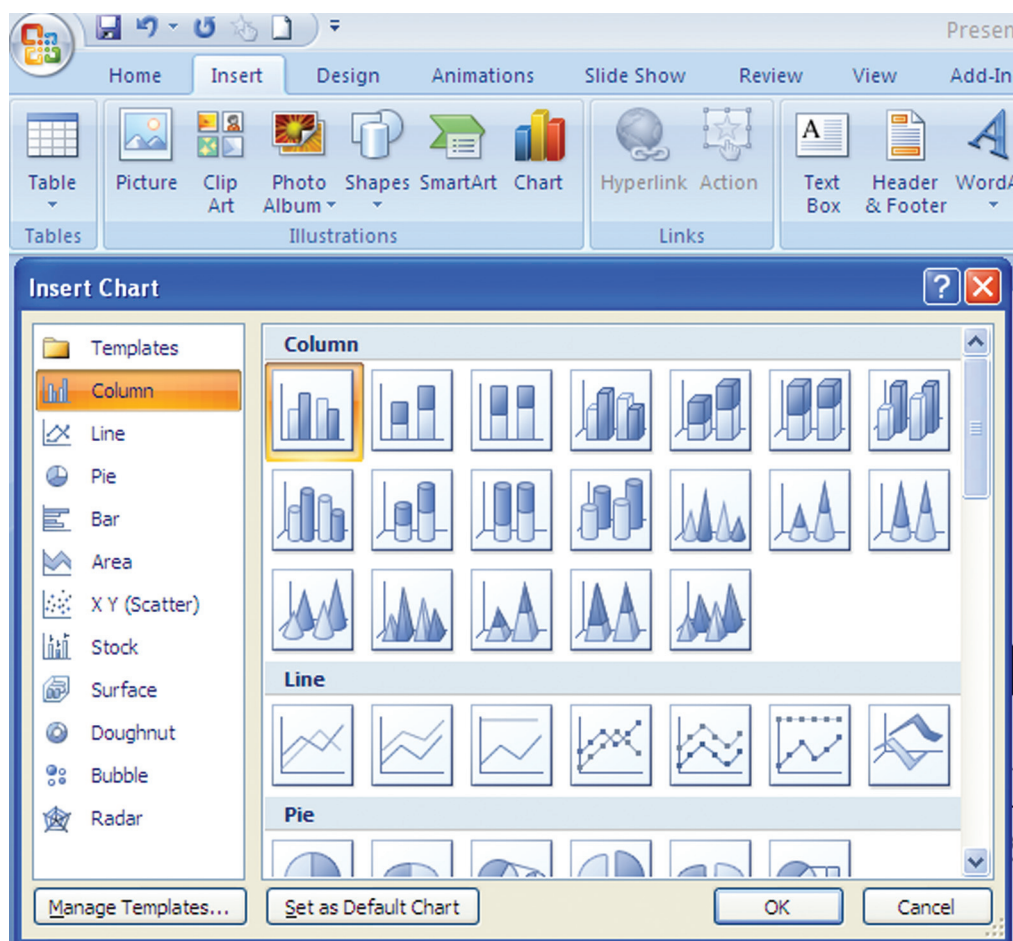 Presen
Home Insert Design Animations Slide Show Review View Add-In
Table Picture Clip Art Photo Album Shapes SmartArt Chart Hyperlink Action Text Box Header & Footer WordA
Tables Illustrations Links
Insert Chart
Templates
Column
Line
Pie
Bar
Area
X Y (Scatter)
Stock
Surface
Doughnut
Bubble
Radar
Column
Line
Pie
Manage Templates... Set as Default Chart OK Cancel